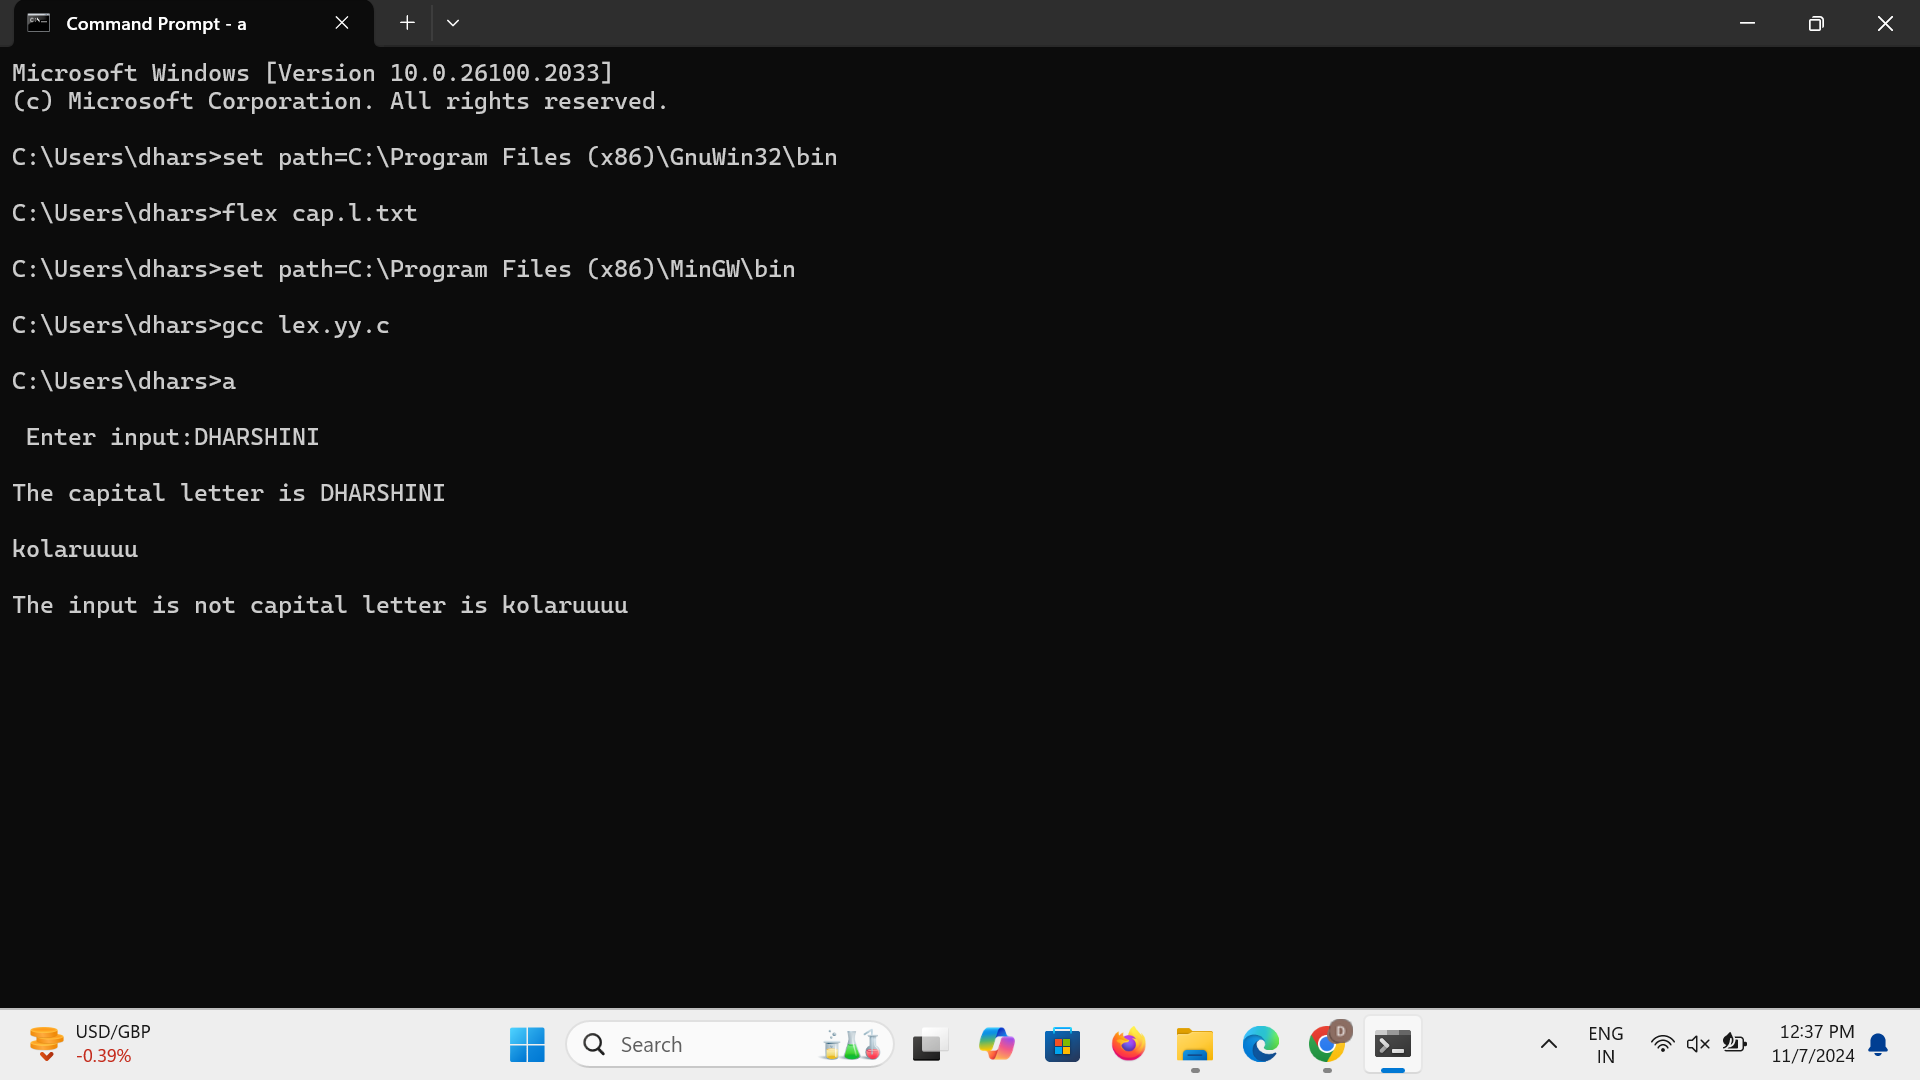 Command Prompt - a
Microsoft Windows [Version 10.0.26100.2033]
(c) Microsoft Corporation. All rights reserved.
C:\Users\dhars>set path=C:\Program Files (x86)\GnuWin32\bin
C:\Users\dhars>flex cap.l.txt
C:\Users\dhars>set path=C:\Program Files (x86)\MinGW\bin
C:\Users\dhars>gcc lex.yy.c
C:\Users\dhars>a
Enter input:DHARSHINI
The capital letter is DHARSHINI
kolaruuuu
The input is not capital letter is kolaruuuu
USD/GBP
-0.39%
Search
D
ENG
IN
12:37 PM
11/7/2024